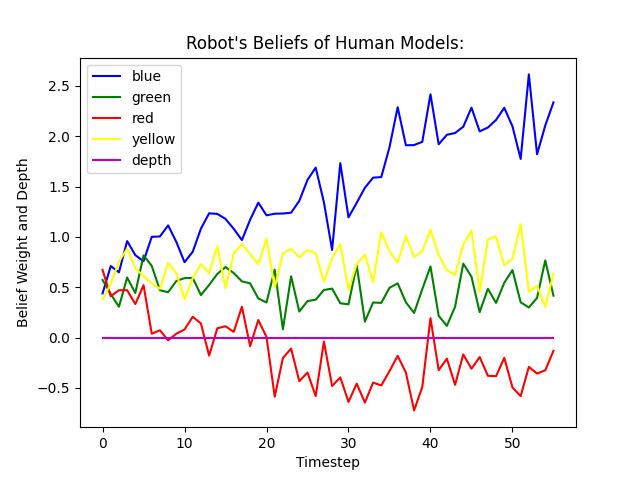 Robot's Beliefs of Human Models:
blue
green
red
yellow
depth
Belief Weight and Depth
2.5
2.0
1.5
1.0
0.5
0.0
−0.5
0 10 20 30 40 50
Timestep